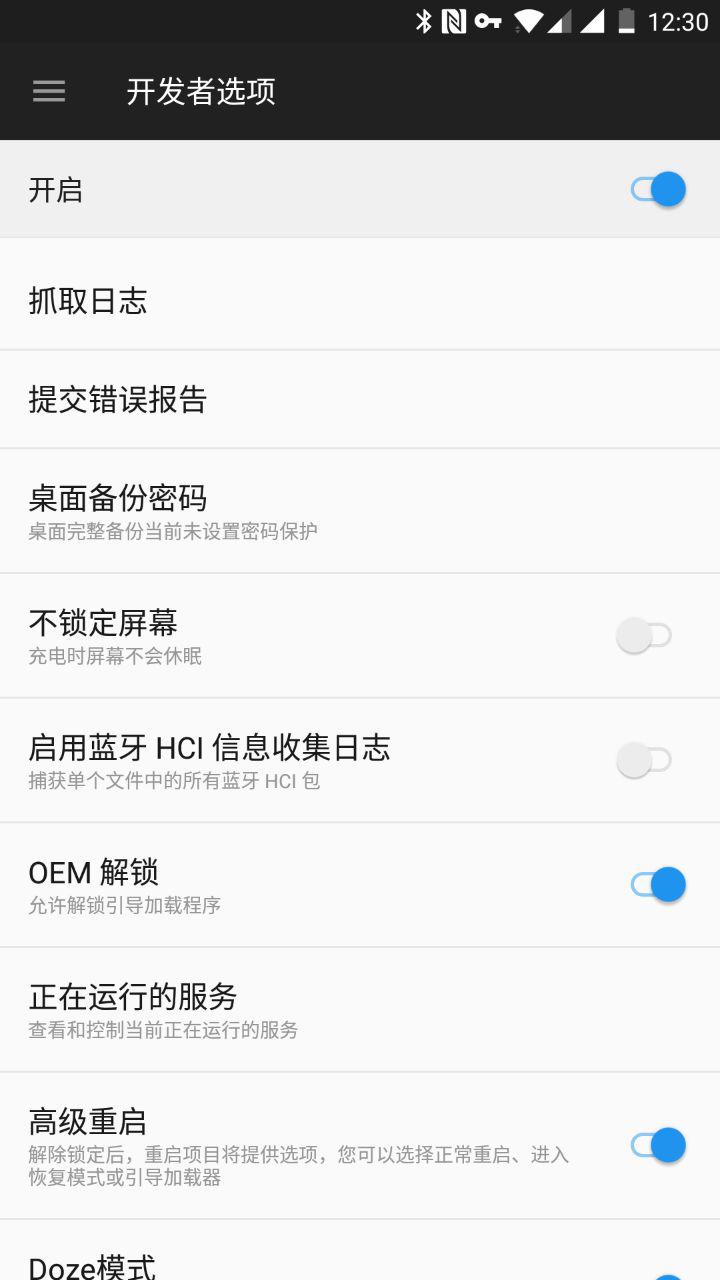 12:30
开发者选项
开启
抓取日志
提交错误报告
桌面备份密码
桌面完整备份当前未设置密码保护
不锁定屏幕
充电时屏幕不会休眠
启用蓝牙 HCI 信息收集日志
捕获单个文件中的所有蓝牙 HCI 包
OEM 解锁
允许解锁引导加载程序
正在运行的服务
查看和控制当前正在运行的服务
高级重启
解除锁定后，重启项目将提供选项，您可以选择正常重启、进入
恢复模式或引导加载器
Doze模式